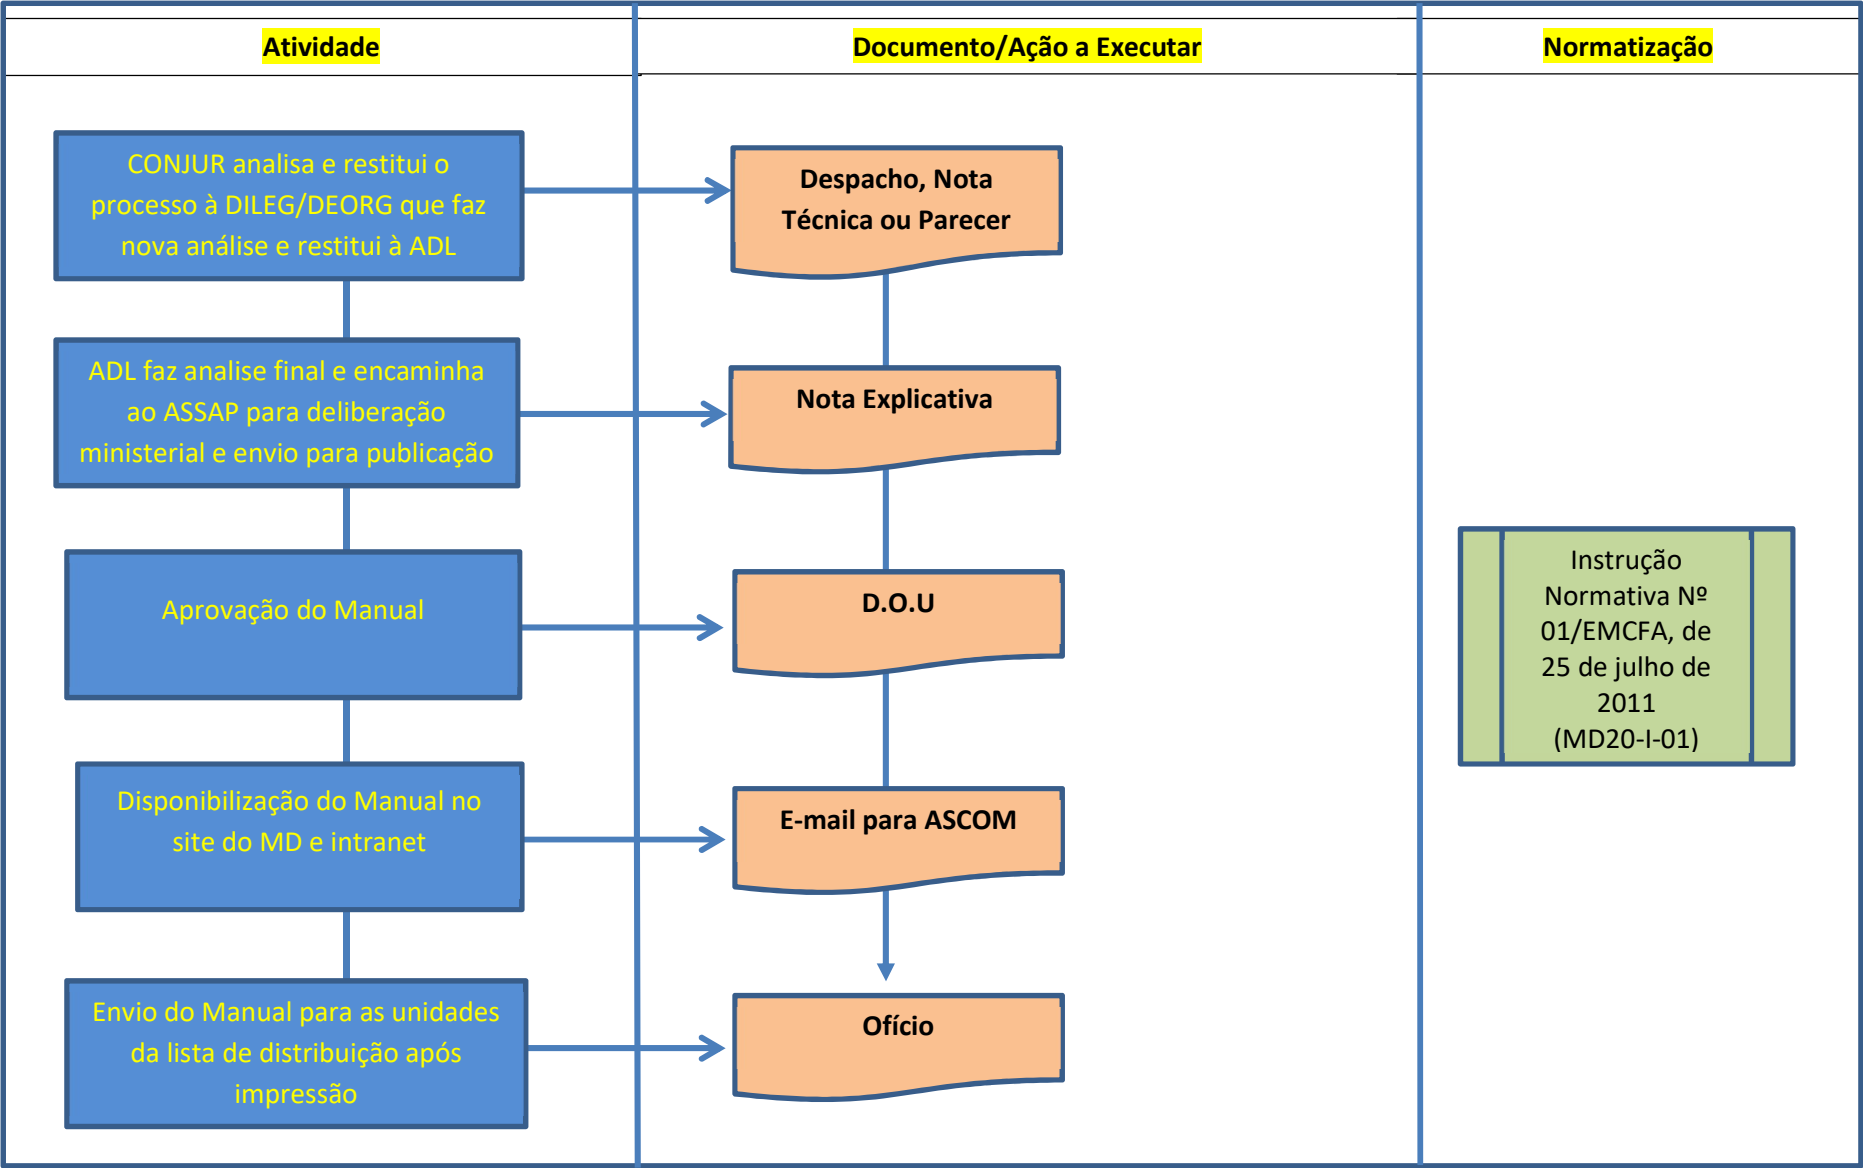 Atividade
Documento/Ação a Executar
Normatização
CONJUR analisa e restitui o
processo à DILEG/DEORG que faz
nova análise e restitui à ADL
Despacho, Nota
Técnica ou Parecer
ADL faz analise final e encaminha
ao ASSAP para deliberação
ministerial e envio para publicação
Nota Explicativa
Aprovação do Manual
D.O.U
Instrução
Normativa Nº
01/EMCFA, de
25 de julho de
2011
(MD20-I-01)
Disponibilização do Manual no
site do MD e intranet
E-mail para ASCOM
Envio do Manual para as unidades
da lista de distribuição após
impressão
Ofício